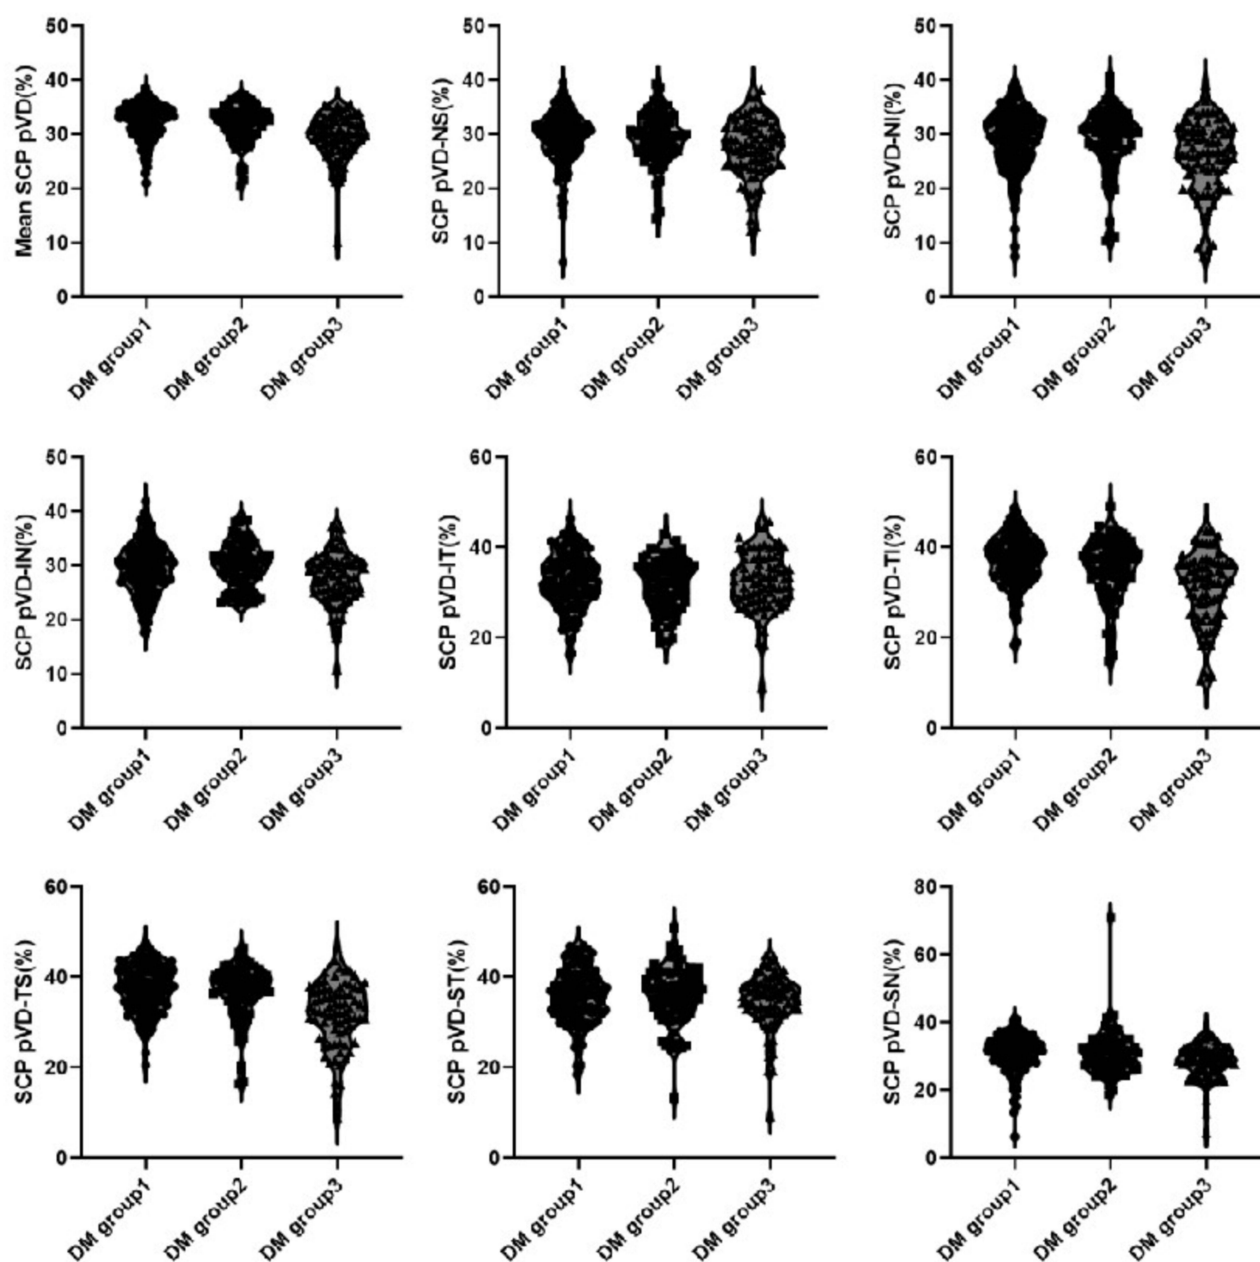 Mean SCP pVD(%)
50
40
30
20
10
0
DM group1
DM group2
DM group3
SCP pVD-NS(%)
50
40
30
20
10
0
DM group1
DM group2
DM group3
SCP pVD-NI(%)
50
40
30
20
10
0
DM group1
DM group2
DM group3
SCP pVD-IN(%)
50
40
30
20
10
0
DM group1
DM group2
DM group3
SCP pVD-IT(%)
60
40
20
0
DM group1
DM group2
DM group3
SCP pVD-TI(%)
60
40
20
0
DM group1
DM group2
DM group3
SCP pVD-TS(%)
60
40
20
0
DM group1
DM group2
DM group3
SCP pVD-ST(%)
60
40
20
0
DM group1
DM group2
DM group3
SCP pVD-SN(%)
80
60
40
20
0
DM group1
DM group2
DM group3